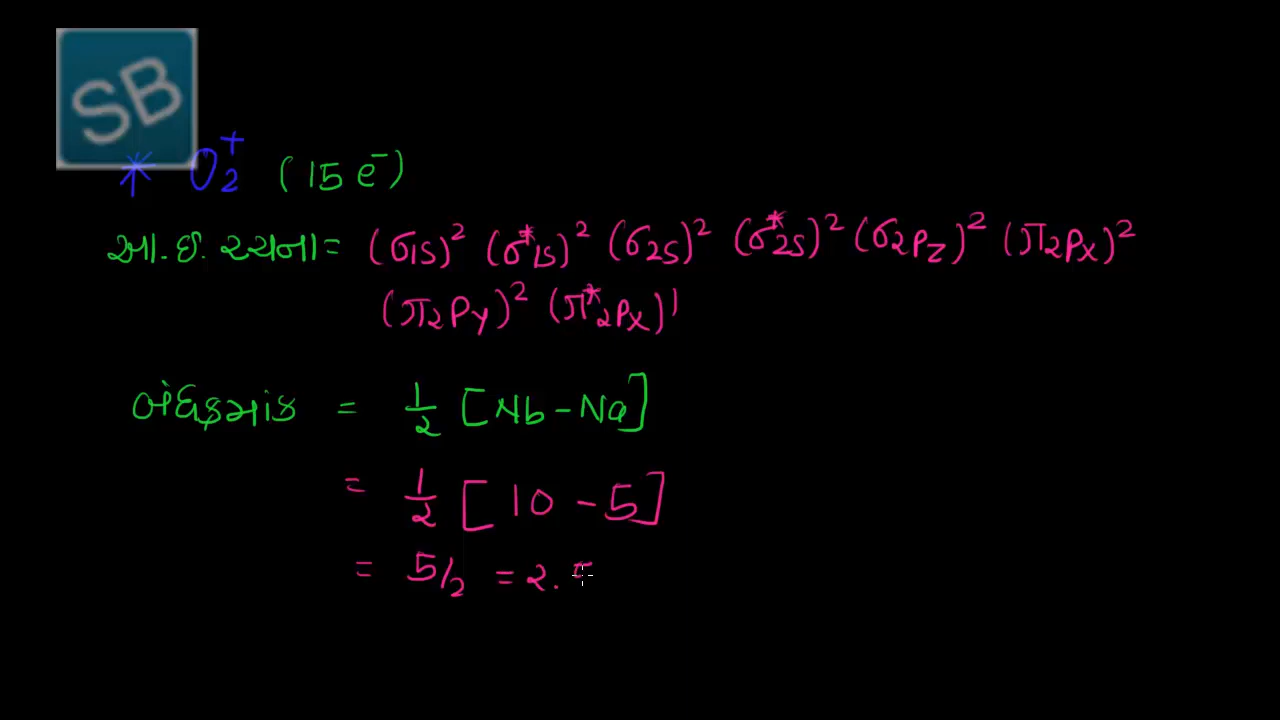 SB
* O₂⁺ (15 e⁻)
આ.ઈ. રચના = (σ1s)² (σ*1s)² (σ2s)² (σ*2s)² (σ2Pz)² (π2Px)²
(π2Py)² (π*2Px)¹
બંધક્રમાંક = 1/2 [Nb - Na]
= 1/2 [10 - 5]
= 5/2 = 2.5